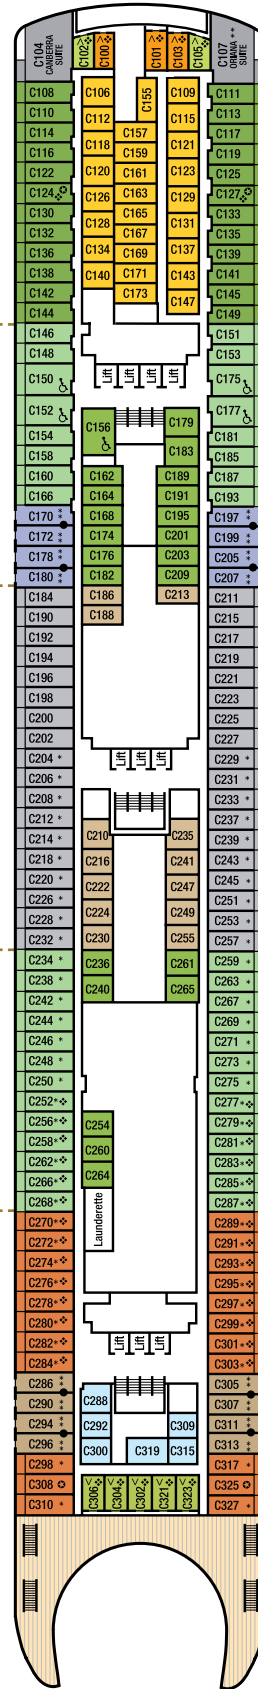 C104 CANBERRA SUITE
C102
C100
C101
C103
C105
C107 ORIANA ** SUITE
C108
C106
C155
C109
C111
C110
C112
C157
C115
C113
C114
C118
C159
C121
C117
C116
C120
C161
C123
C119
C122
C126
C163
C129
C125
C124
C128
C165
C131
C127
C130
C134
C167
C137
C133
C132
C140
C169
C143
C135
C136
C171
C147
C139
C138
C173
C141
C142
C145
C144
C149
C146
C151
C148
C153
C150
Lift
Lift
Lift
Lift
C175
C152
C156
C179
C177
C154
C183
C181
C158
C185
C160
C162
C189
C187
C166
C164
C191
C193
C170 **
C168
C195
C197 **
C172 **
C174
C201
C199 **
C178 **
C176
C203
C205 **
C180 **
C182
C209
C207 **
C184
C186
C213
C211
C190
C188
C215
C192
C217
C194
C219
C196
C221
C198
C223
C200
C225
C202
C227
C204 *
Lift
Lift
Lift
C229 *
C206 *
C231 *
C208 *
C233 *
C212 *
C210
C235
C237 *
C214 *
C216
C241
C239 *
C218 *
C222
C247
C243 *
C220 *
C224
C249
C245 *
C226 *
C230
C255
C251 *
C228 *
C236
C261
C253 *
C232 *
C240
C265
C257 *
C234 *
C259 *
C238 *
C263 *
C242 *
C267 *
C244 *
C269 *
C246 *
C271 *
C248 *
C273 *
C250 *
C275 *
C252*
C277*
C256*
C254
C279*
C258*
C260
C281*
C262*
C264
C283*
C266*
Launderette
C285*
C268*
C287*
C270*
C289*
C272*
C291*
C274*
C293*
C276*
C295*
C278*
C297*
C280*
C299*
C282*
Lift
Lift
Lift
C301*
C284*
C303*
C286 **
C288
C305 **
C290 **
C292
C309
C307 **
C294 **
C300
C319
C315
C311 **
C296 **
C313 **
C298 *
C317 *
C308
C306
C304
C302
C321
C323
C325
C310 *
C327 *